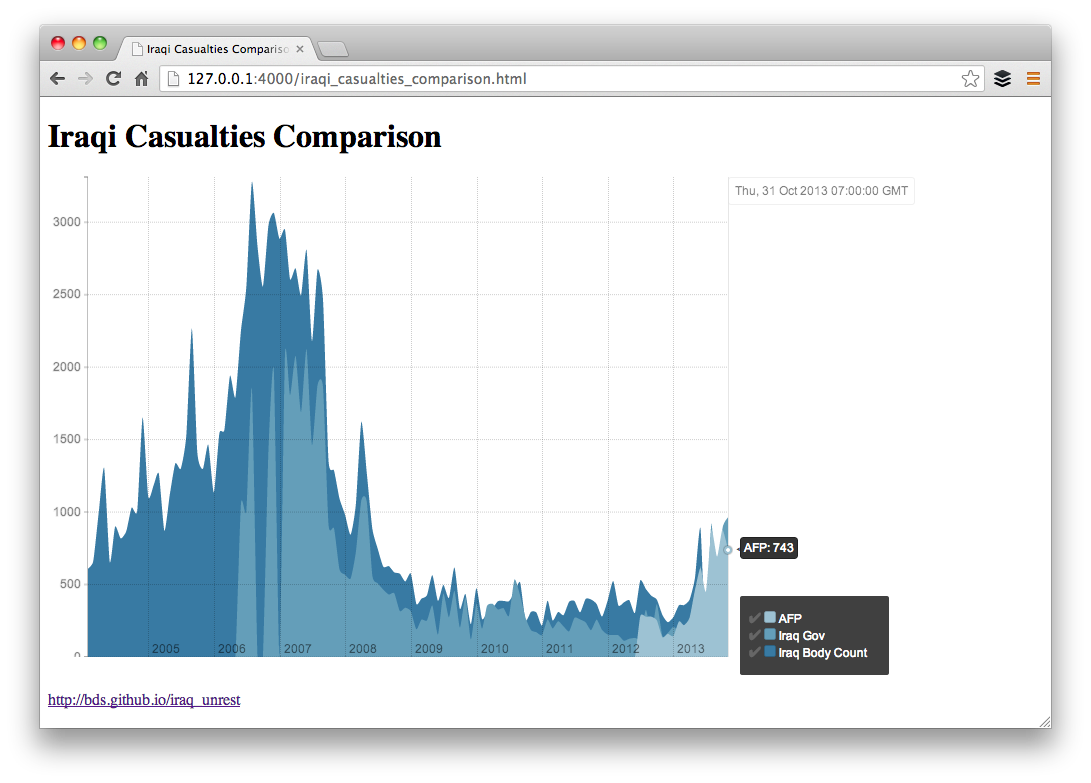 Iraqi Casualties Compariso
127.0.0.1:4000/iraqi_casualties_comparison.html
Iraqi Casualties Comparison
Thu, 31 Oct 2013 07:00:00 GMT
3000
2500
2000
1500
1000
AFP: 743
500
AFP
Iraq Gov
Iraq Body Count
0
2005 2006 2007 2008 2009 2010 2011 2012 2013
http://bds.github.io/iraq_unrest